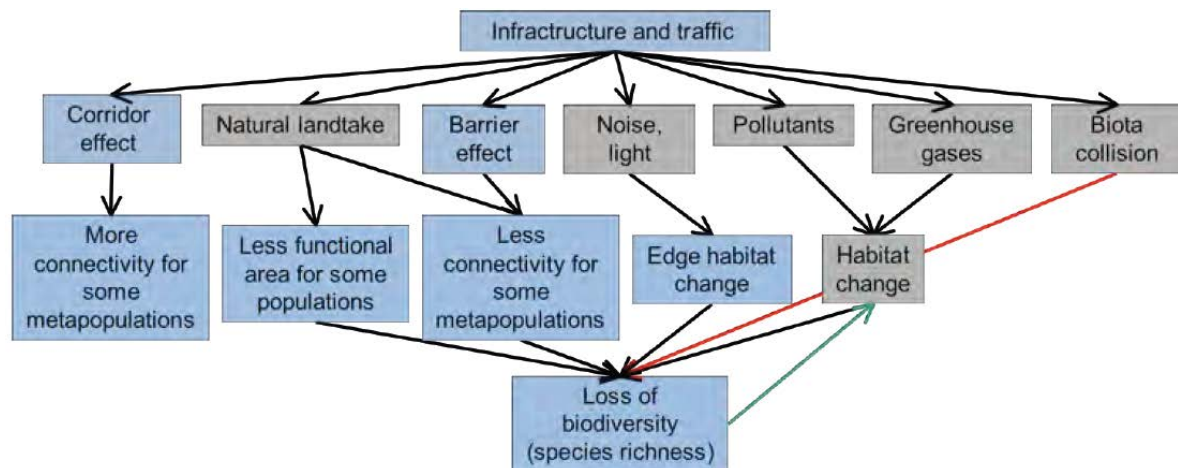 Infractructure and traffic
Corridor
effect
Natural landtake
Barrier
effect
Noise,
light
Pollutants
Greenhouse
gases
Biota
collision
More
connectivity for
some
metapopulations
Less functional
area for some
populations
Less
connectivity for
some
metapopulations
Edge habitat
change
Habitat
change
Loss of
biodiversity
(species richness)